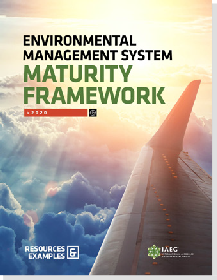 ENVIRONMENTAL
MANAGEMENT SYSTEM
MATURITY
FRAMEWORK
RESOURCES
EXAMPLES
IAEG